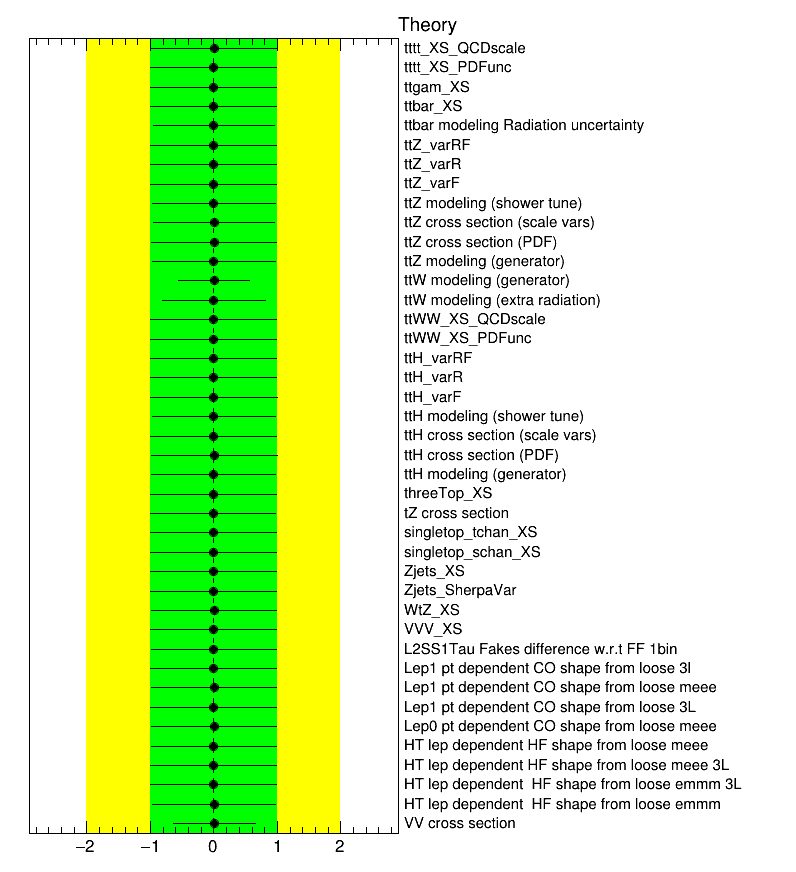 Theory
tttt_XS_QCDscale
tttt_XS_PDFunc
ttgam_XS
ttbar_XS
ttbar modeling Radiation uncertainty
ttZ_varRF
ttZ_varR
ttZ_varF
ttZ modeling (shower tune)
ttZ cross section (scale vars)
ttZ cross section (PDF)
ttZ modeling (generator)
ttW modeling (generator)
ttW modeling (extra radiation)
ttWW_XS_QCDscale
ttWW_XS_PDFunc
ttH_varRF
ttH_varR
ttH_varF
ttH modeling (shower tune)
ttH cross section (scale vars)
ttH cross section (PDF)
ttH modeling (generator)
threeTop_XS
tZ cross section
singletop_tchan_XS
singletop_schan_XS
Zjets_XS
Zjets_SherpaVar
WtZ_XS
VVV_XS
L2SS1Tau Fakes difference w.r.t FF 1bin
Lep1 pt dependent CO shape from loose 3l
Lep1 pt dependent CO shape from loose meee
Lep1 pt dependent CO shape from loose 3L
Lep0 pt dependent CO shape from loose meee
HT lep dependent HF shape from loose meee
HT lep dependent HF shape from loose meee 3L
HT lep dependent  HF shape from loose emmm 3L
HT lep dependent  HF shape from loose emmm
VV cross section
−2 −1 0 1 2